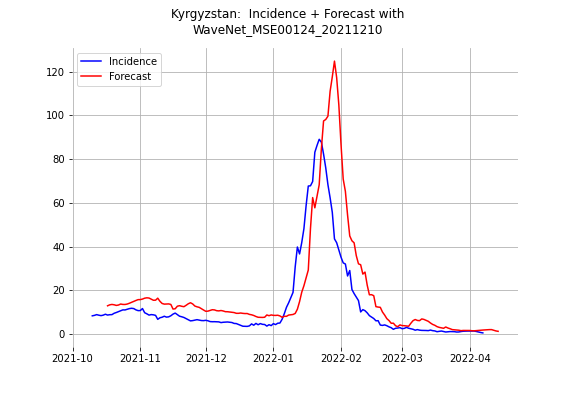 Kyrgyzstan:  Incidence + Forecast with
WaveNet_MSE00124_20211210
Incidence
Forecast
120
100
80
60
40
20
0
2021-10 2021-11 2021-12 2022-01 2022-02 2022-03 2022-04